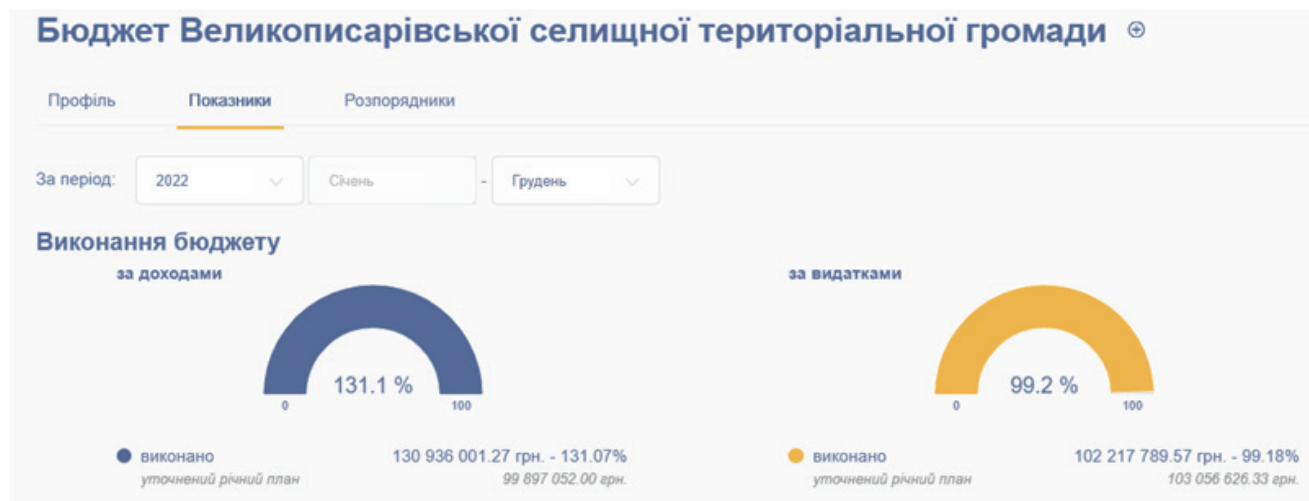 Бюджет Великописарівської селищної територіальної громади
Профіль Показники Розпорядники
За період: 2022 Січень - Грудень
Виконання бюджету
за доходами
131.1 %
0 100
виконано 130 936 001.27 грн. - 131.07%
уточнений річний план 99 897 052.00 грн.
за видатками
99.2 %
0 100
виконано 102 217 789.57 грн. - 99.18%
уточнений річний план 103 056 626.33 грн.